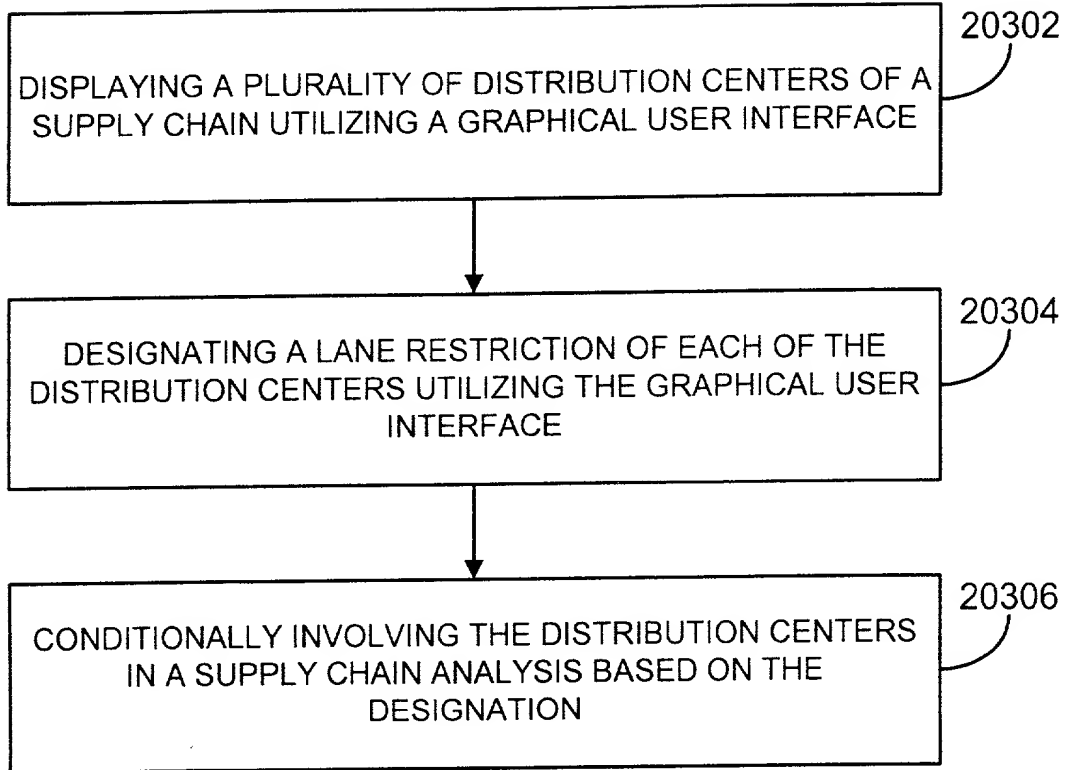 20302
DISPLAYING A PLURALITY OF DISTRIBUTION CENTERS OF A
SUPPLY CHAIN UTILIZING A GRAPHICAL USER INTERFACE
20304
DESIGNATING A LANE RESTRICTION OF EACH OF THE
DISTRIBUTION CENTERS UTILIZING THE GRAPHICAL USER
INTERFACE
20306
CONDITIONALLY INVOLVING THE DISTRIBUTION CENTERS
IN A SUPPLY CHAIN ANALYSIS BASED ON THE
DESIGNATION